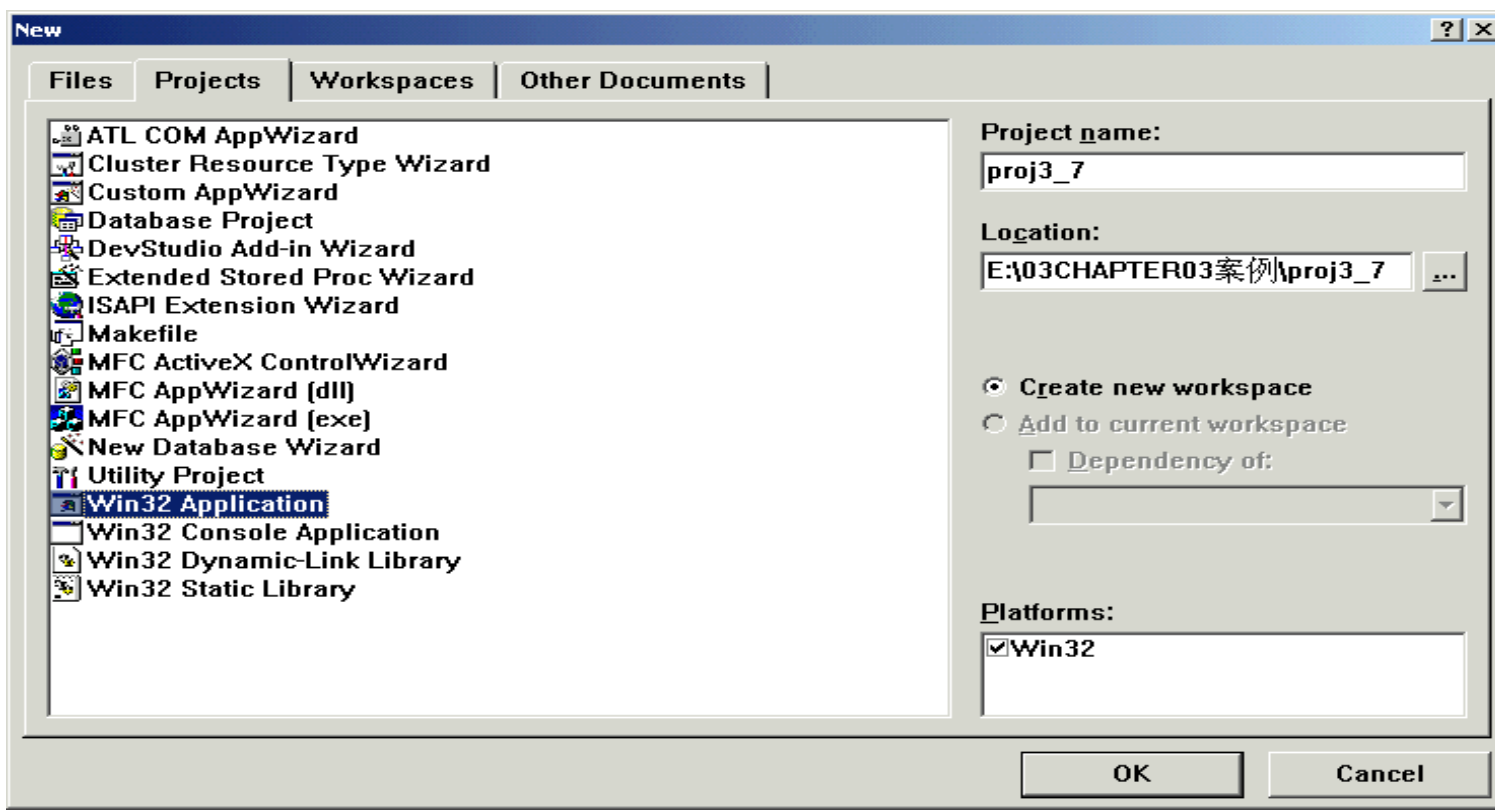 New
Files Projects Workspaces Other Documents
ATL COM AppWizard
Cluster Resource Type Wizard
Custom AppWizard
Database Project
DevStudio Add-in Wizard
Extended Stored Proc Wizard
ISAPI Extension Wizard
Makefile
MFC ActiveX ControlWizard
MFC AppWizard (dll)
MFC AppWizard (exe)
New Database Wizard
Utility Project
Win32 Application
Win32 Console Application
Win32 Dynamic-Link Library
Win32 Static Library
Project name:
proj3_7
Location:
E:\03CHAPTER03案例\proj3_7
...
Create new workspace
Add to current workspace
Dependency of:
Platforms:
Win32
OK Cancel